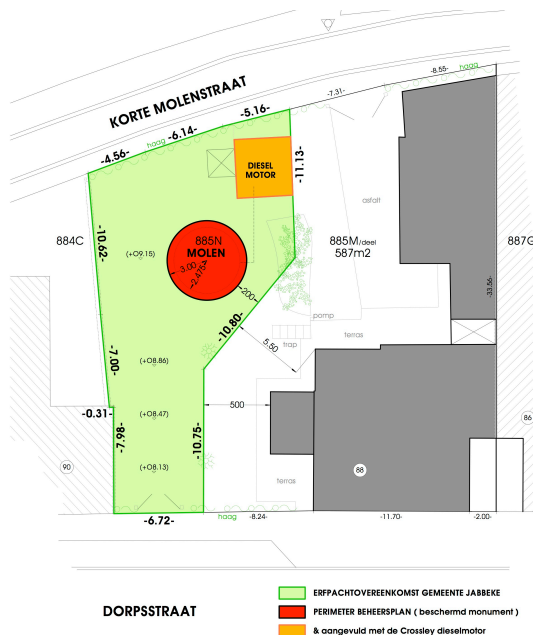 KORTE MOLENSTRAAT
-8.55-
haag
-7.31-
-5.16-
-6.14-
haag
-4.56-
DIESEL
MOTOR
-11.13-
asfalt
884C
-10.62-
(+O9.15)
885N
MOLEN
-3.00
-2.475-
-200-
885M/deel
587m2
887G
-33.56-
pomp
terras
trap
5.50
-10.80-
-7.00-
(+O8.86)
-0.31-
(+O8.47)
500
-7.98-
-10.75-
(+O8.13)
90
86
88
terras
-6.72-
haag
-8.24-
-11.70-
-2.00-
DORPSSTRAAT
ERFPACHTOVEREENKOMST GEMEENTE JABBEKE
PERIMETER BEHEERSPLAN ( beschermd monument )
& aangevuld met de Crossley dieselmotor